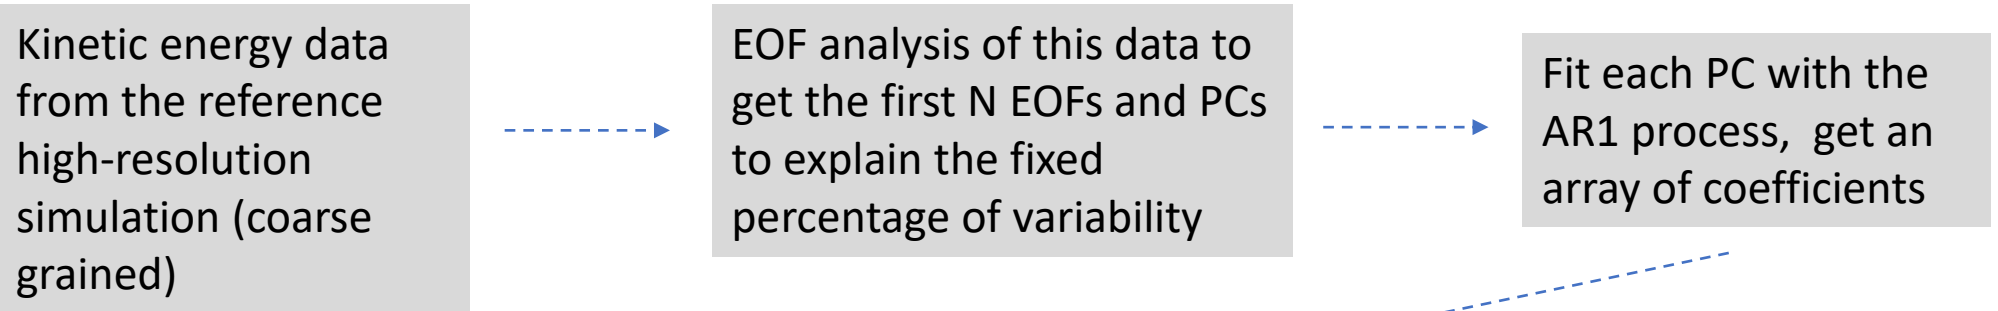 Kinetic energy data
from the reference
high-resolution
simulation (coarse
grained)
EOF analysis of this data to
get the first N EOFs and PCs
to explain the fixed
percentage of variability
Fit each PC with the
AR1 process,  get an
array of coefficients